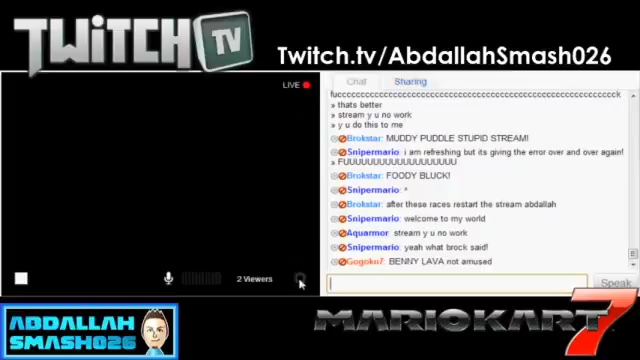 TWiTCH TV
Twitch.tv/AbdallahSmash026
LIVE
Chat Sharing
» thats better
» stream y u no work
» y u do this to me
Brokstar: MUDDY PUDDLE STUPID STREAM!
Snipermario: i am refreshing but its giving the error over and over again!
» FUUUUUUUUUUUUUUUUUU
Brokstar: FOODY BLUCK!
Snipermario: ^
Brokstar: after these races restart the stream abdallah
Snipermario: welcome to my world
Aquarmor: stream y u no work
Snipermario: yeah what brock said!
Gogoku7: BENNY LAVA not amused
2 Viewers
Speak
ABDALLAH
SMASH026
MARIOKART 7